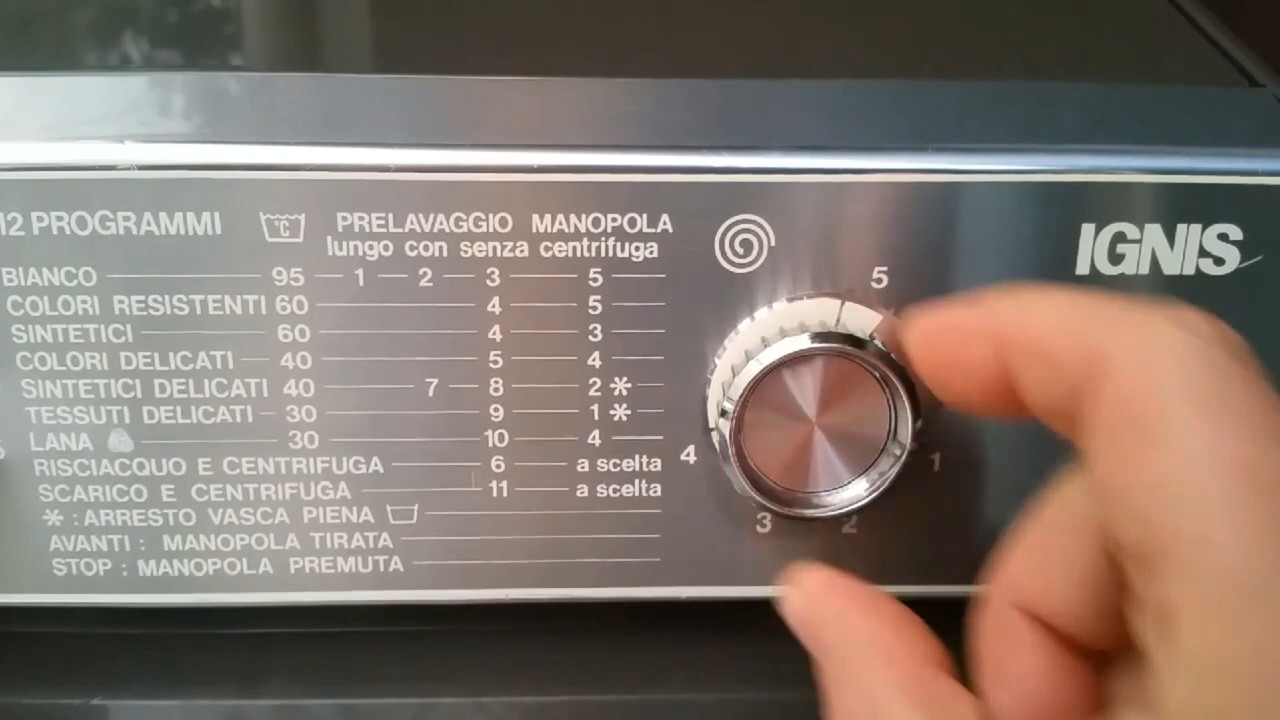 12 PROGRAMMI °C PRELAVAGGIO MANOPOLA
lungo con senza centrifuga
BIANCO 95 1 2 3 5
COLORI RESISTENTI 60 4 5
SINTETICI 60 4 3
COLORI DELICATI 40 5 4
SINTETICI DELICATI 40 7 8 2 *
TESSUTI DELICATI 30 9 1 *
LANA 30 10 4
RISCIACQUO E CENTRIFUGA 6 a scelta
SCARICO E CENTRIFUGA 11 a scelta
* : ARRESTO VASCA PIENA
AVANTI : MANOPOLA TIRATA
STOP : MANOPOLA PREMUTA
5
4
1
3
2
IGNIS